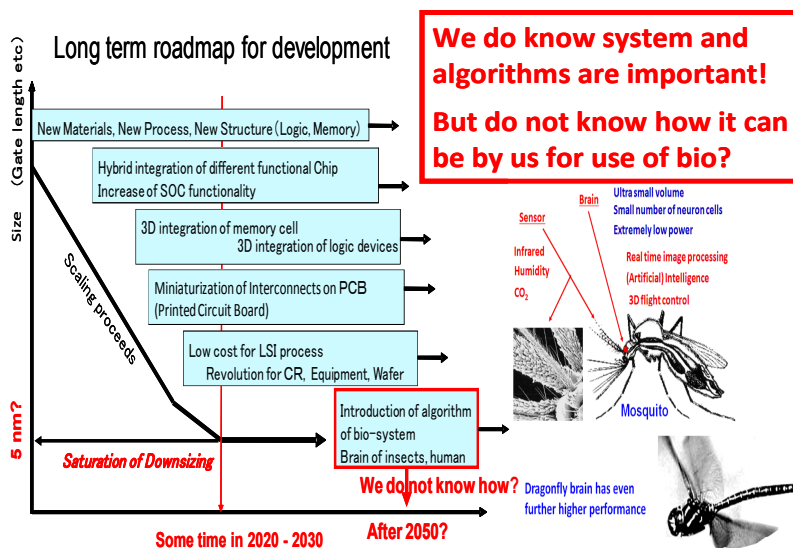 Long term roadmap for development
We do know system and
algorithms are important!
But do not know how it can
be by us for use of bio?
Size （Gate length etc）
5 nm?
New Materials, New Process, New Structure（Logic, Memory）
Hybrid integration of different functional Chip
Increase of SOC functionality
3D integration of memory cell
3D integration of logic devices
Miniaturization of Interconnects on PCB
(Printed Circuit Board)
Low cost for LSI process
Revolution for CR, Equipment, Wafer
Introduction of algorithm
of bio-system
Brain of insects, human
Scaling proceeds
Saturation of Downsizing
We do not know how?
Some time in 2020 - 2030
After 2050?
Sensor
Infrared
Humidity
CO₂
Brain
Ultra small volume
Small number of neuron cells
Extremely low power
Real time image processing
(Artificial) Intelligence
3D flight control
Mosquito
Dragonfly brain has even
further higher performance